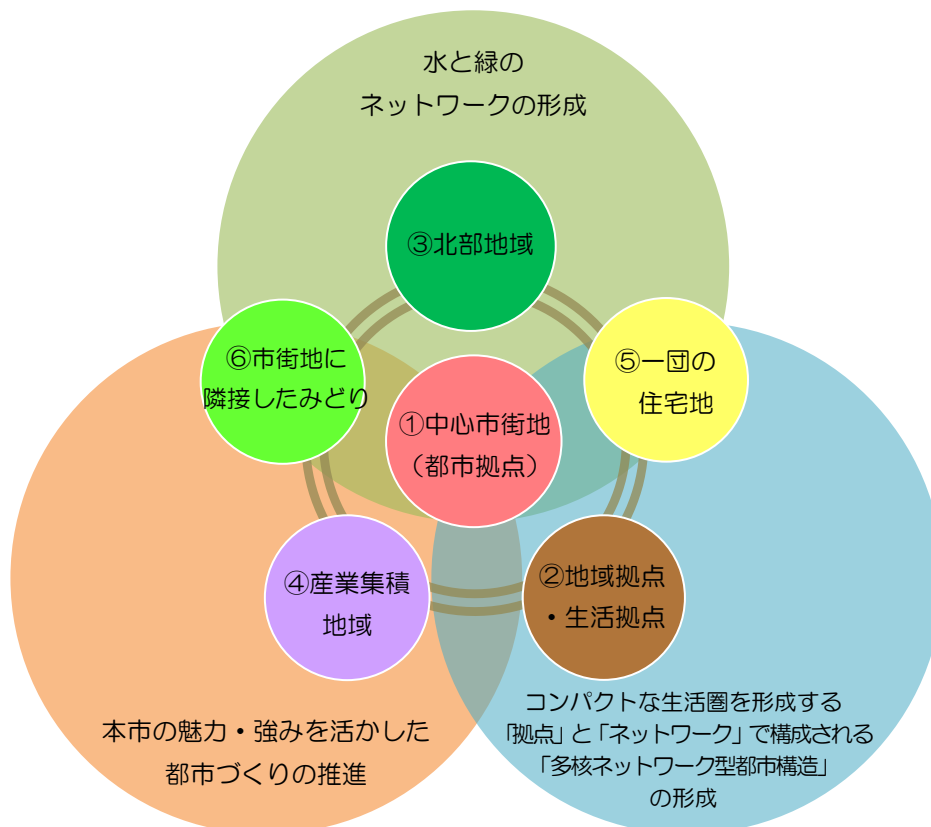 水と緑の
ネットワークの形成
③北部地域
⑥市街地に
隣接したみどり
⑤一団の
住宅地
①中心市街地
（都市拠点）
④産業集積
地域
②地域拠点
・生活拠点
本市の魅力・強みを活かした
都市づくりの推進
コンパクトな生活圏を形成する
「拠点」と「ネットワーク」で構成される
「多核ネットワーク型都市構造」
の形成